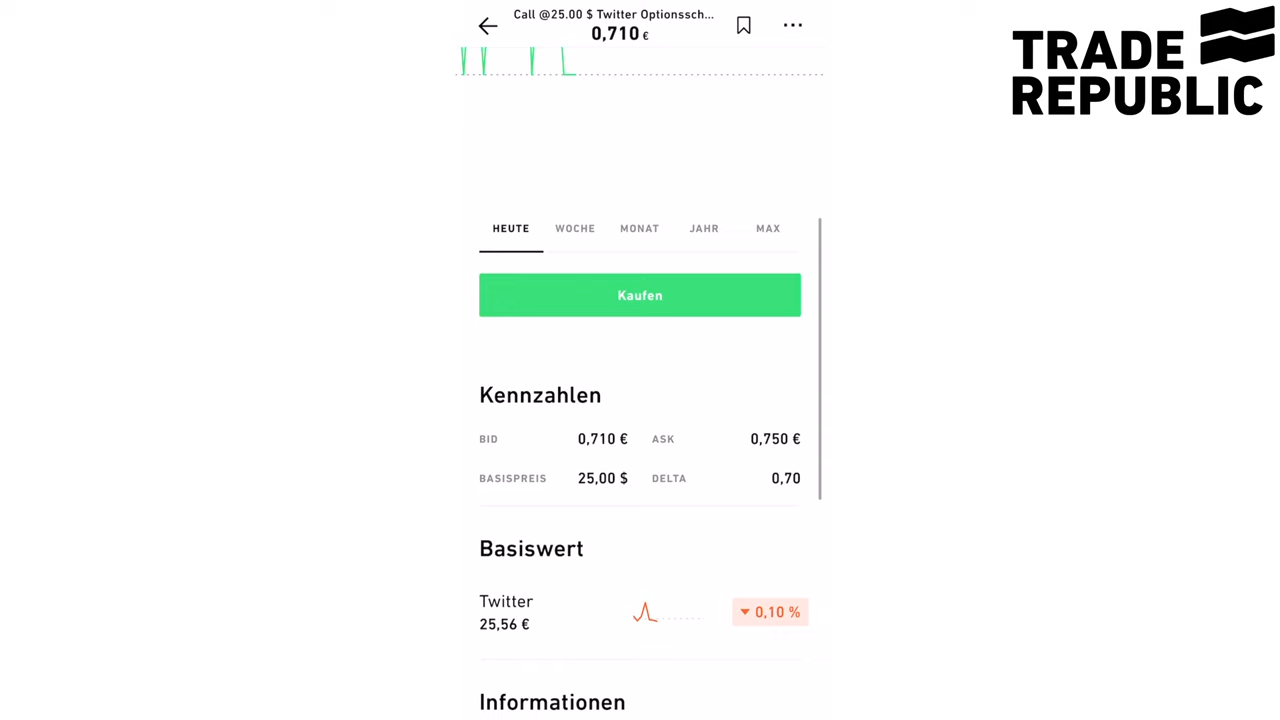 Call @25.00 $ Twitter Optionssch...
0,710 €
TRADE
REPUBLIC
HEUTE WOCHE MONAT JAHR MAX
Kaufen
Kennzahlen
BID 0,710 € ASK 0,750 €
BASISPREIS 25,00 $ DELTA 0,70
Basiswert
Twitter
25,56 €
0,10 %
Informationen